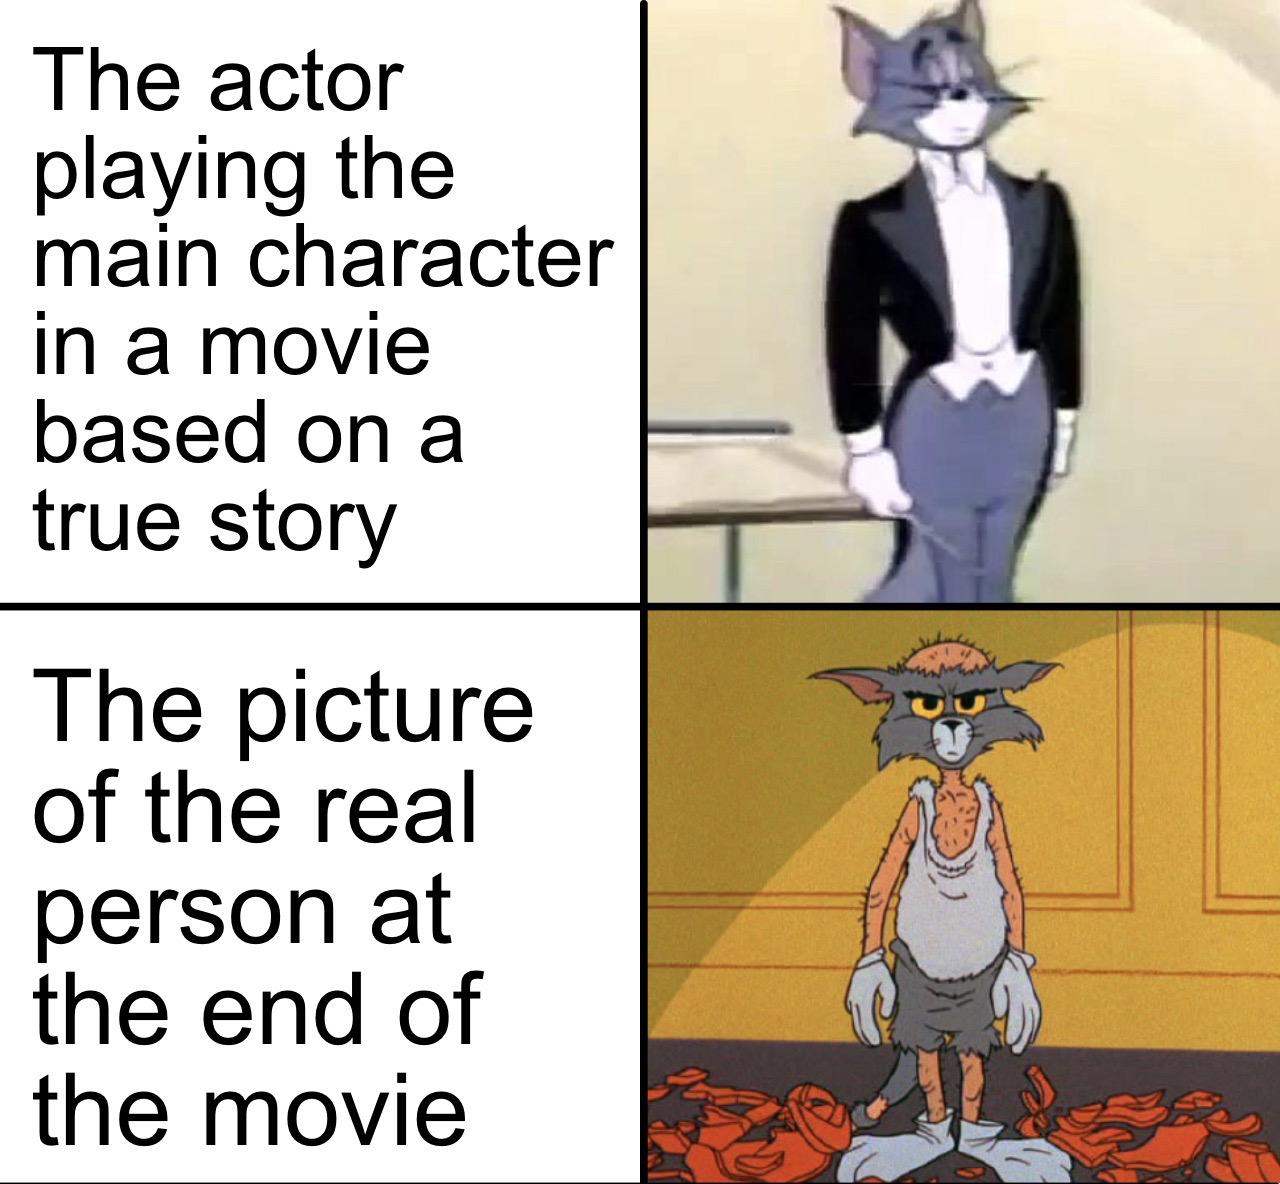 The actor
playing the
main character
in a movie
based on a
true story
The picture
of the real
person at
the end of
the movie